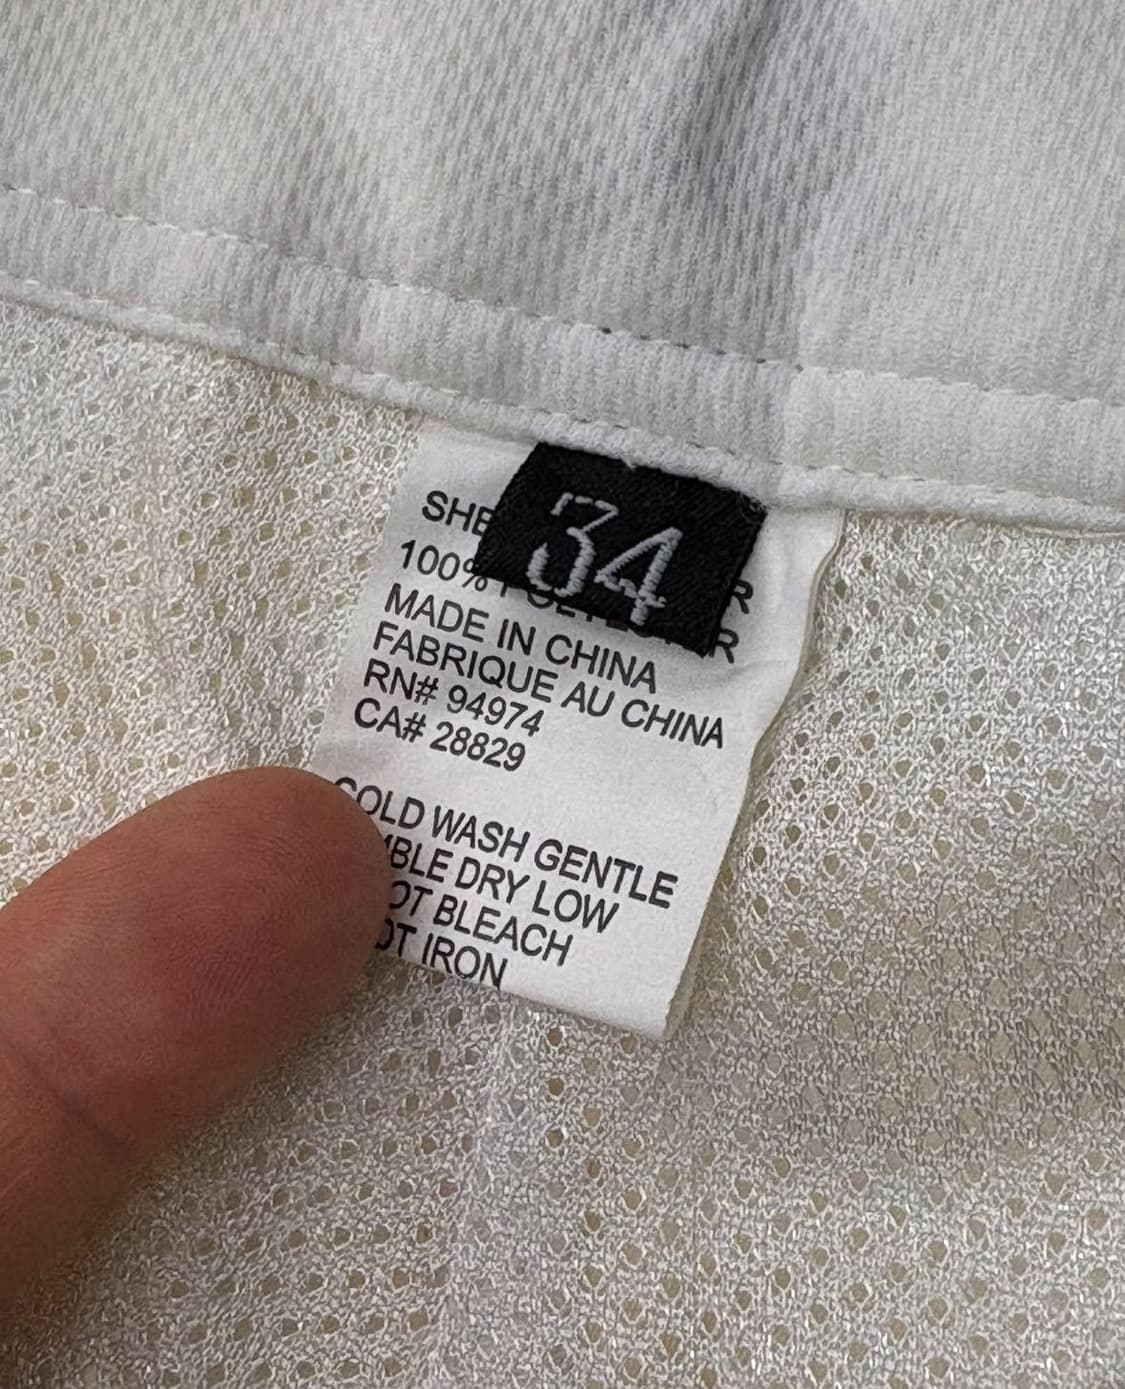 34
100%
MADE IN CHINA
FABRIQUE AU CHINA
RN# 94974
CA# 28829
COLD WASH GENTLE
DRY LOW
BLEACH
IRON